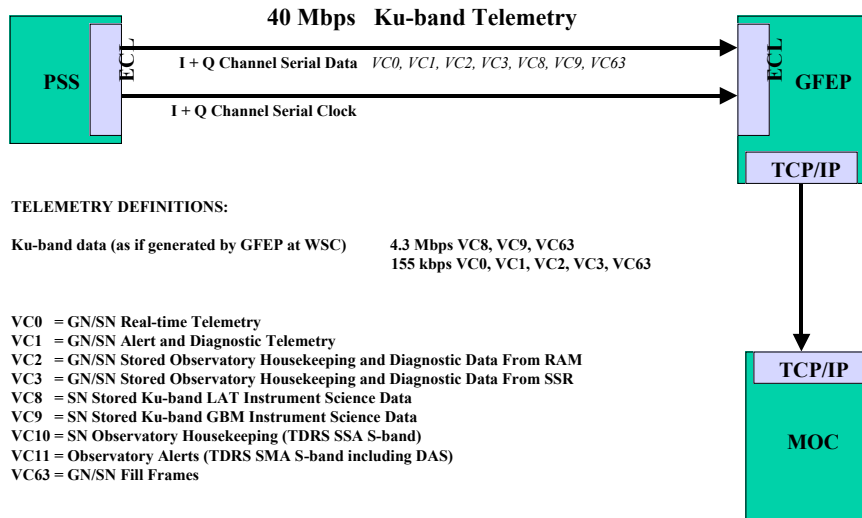 40 Mbps Ku-band Telemetry
PSS
ECL
I + Q Channel Serial Data VC0, VC1, VC2, VC3, VC8, VC9, VC63
I + Q Channel Serial Clock
ECL
GFEP
TCP/IP
TELEMETRY DEFINITIONS:
Ku-band data (as if generated by GFEP at WSC) 4.3 Mbps VC8, VC9, VC63
155 kbps VC0, VC1, VC2, VC3, VC63
VC0 = GN/SN Real-time Telemetry
VC1 = GN/SN Alert and Diagnostic Telemetry
VC2 = GN/SN Stored Observatory Housekeeping and Diagnostic Data From RAM
VC3 = GN/SN Stored Observatory Housekeeping and Diagnostic Data From SSR
VC8 = SN Stored Ku-band LAT Instrument Science Data
VC9 = SN Stored Ku-band GBM Instrument Science Data
VC10 = SN Observatory Housekeeping (TDRS SSA S-band)
VC11 = Observatory Alerts (TDRS SMA S-band including DAS)
VC63 = GN/SN Fill Frames
TCP/IP
MOC